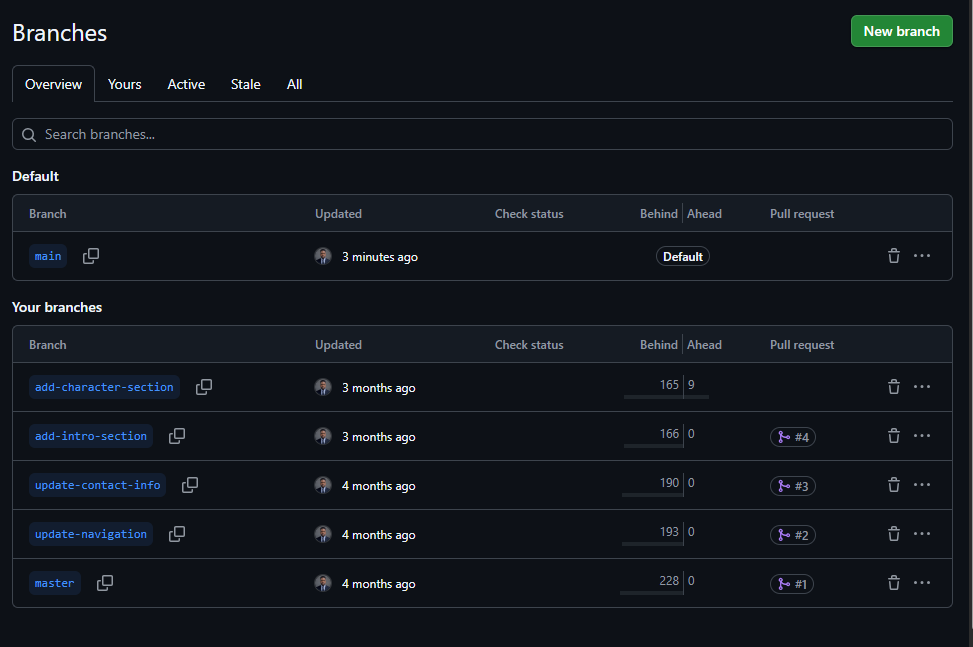 Branches
New branch
Overview Yours Active Stale All
Search branches...
Default
Branch Updated Check status Behind Ahead Pull request
main 3 minutes ago Default
Your branches
Branch Updated Check status Behind Ahead Pull request
add-character-section 3 months ago 165 9
add-intro-section 3 months ago 166 0 #4
update-contact-info 4 months ago 190 0 #3
update-navigation 4 months ago 193 0 #2
master 4 months ago 228 0 #1